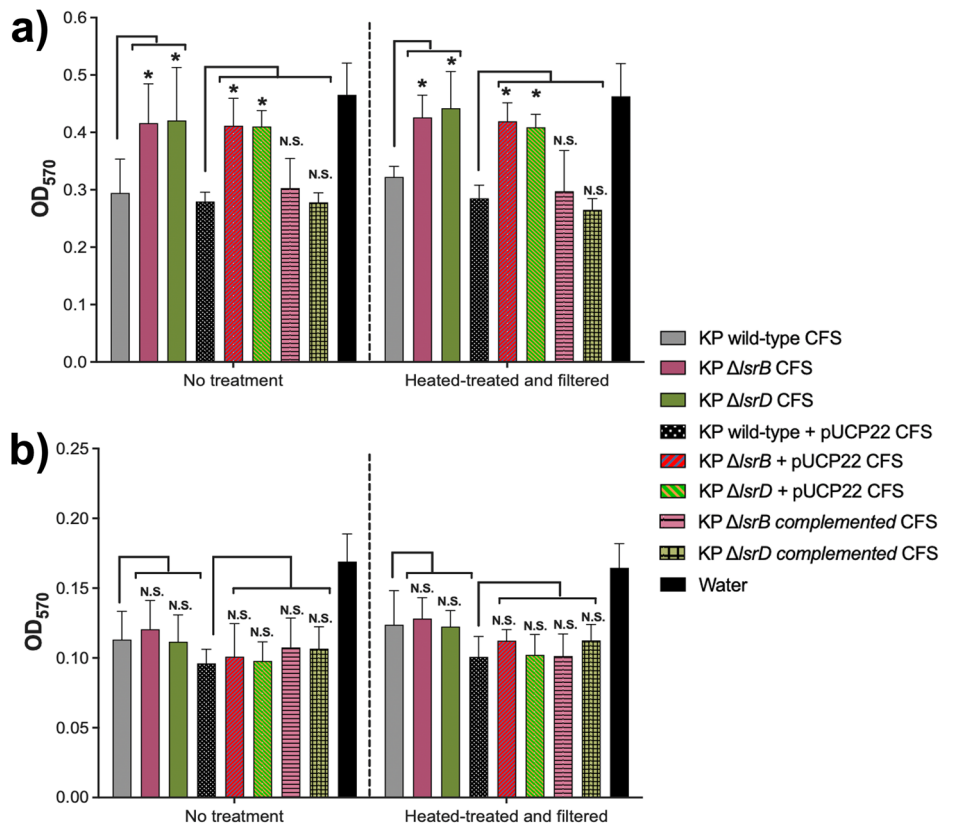 a)
0.6
0.5
0.4
0.3
0.2
0.1
0.0
OD570
* * * * N.S. N.S.
* * * * N.S. N.S.
No treatment
Heated-treated and filtered
b)
0.25
0.20
0.15
0.10
0.05
0.00
OD570
N.S. N.S. N.S. N.S. N.S. N.S.
N.S. N.S. N.S. N.S. N.S. N.S.
No treatment
Heated-treated and filtered
KP wild-type CFS
KP ΔlsrB CFS
KP ΔlsrD CFS
KP wild-type + pUCP22 CFS
KP ΔlsrB + pUCP22 CFS
KP ΔlsrD + pUCP22 CFS
KP ΔlsrB complemented CFS
KP ΔlsrD complemented CFS
Water